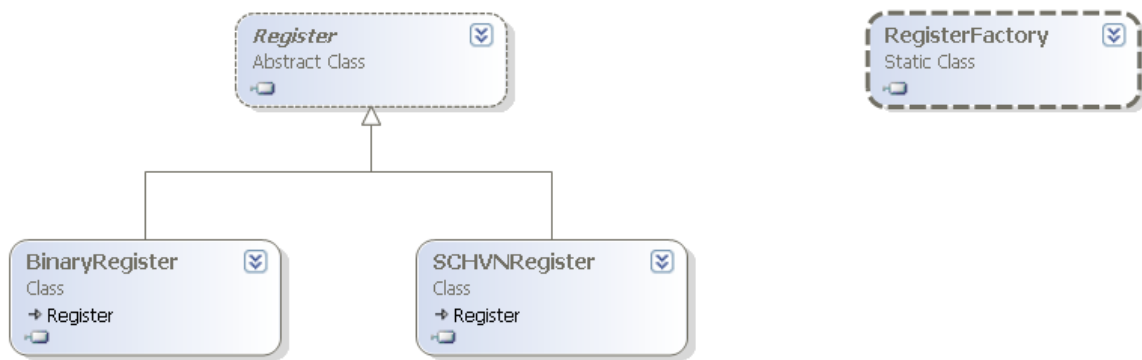 Register
Abstract Class
RegisterFactory
Static Class
BinaryRegister
Class
Register
SCHVNRegister
Class
Register